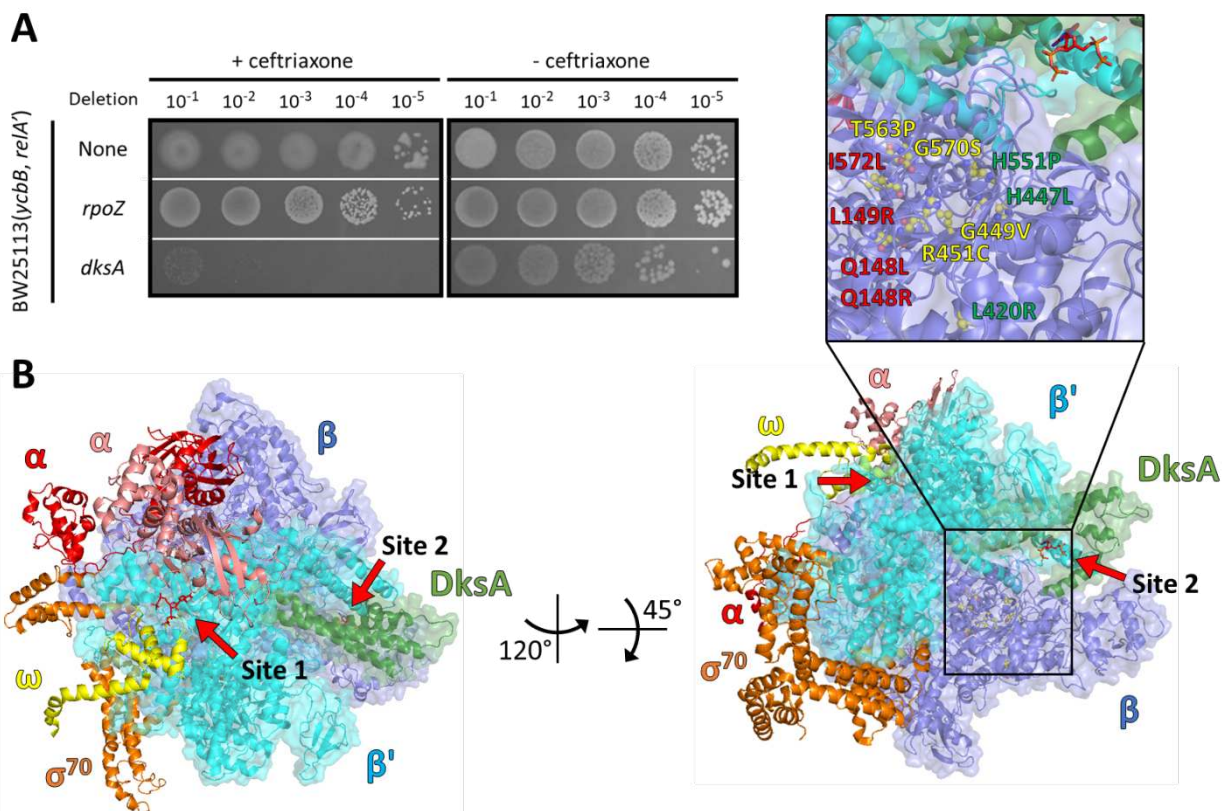 A
+ ceftriaxone
- ceftriaxone
Deletion 10-1 10-2 10-3 10-4 10-5 10-1 10-2 10-3 10-4 10-5
BW25113(ycbB, relA')
None
rpoZ
dksA
T563P
G570S
I572L
H551P
H447L
L149R
G449V
R451C
Q148L
Q148R
L420R
B
α
α
β
Site 2
DksA
Site 1
ω
σ70
β'
120°
45°
α
β'
ω
Site 1
DksA
Site 2
α
σ70
β